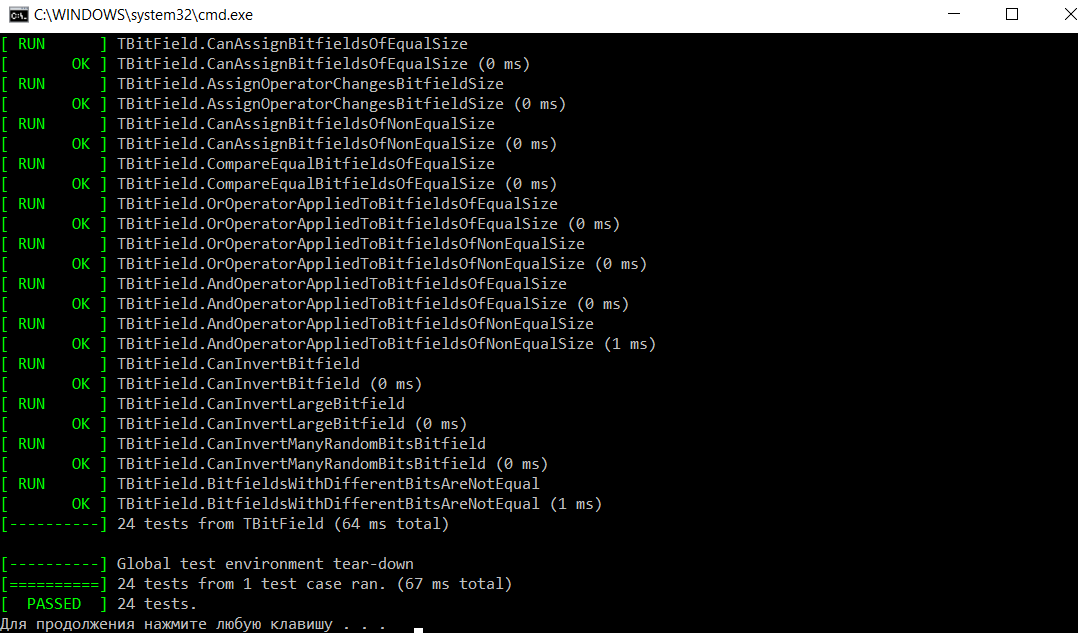 C:\WINDOWS\system32\cmd.exe
[ RUN      ] TBitField.CanAssignBitfieldsOfEqualSize
[       OK ] TBitField.CanAssignBitfieldsOfEqualSize (0 ms)
[ RUN      ] TBitField.AssignOperatorChangesBitfieldSize
[       OK ] TBitField.AssignOperatorChangesBitfieldSize (0 ms)
[ RUN      ] TBitField.CanAssignBitfieldsOfNonEqualSize
[       OK ] TBitField.CanAssignBitfieldsOfNonEqualSize (0 ms)
[ RUN      ] TBitField.CompareEqualBitfieldsOfEqualSize
[       OK ] TBitField.CompareEqualBitfieldsOfEqualSize (0 ms)
[ RUN      ] TBitField.OrOperatorAppliedToBitfieldsOfEqualSize
[       OK ] TBitField.OrOperatorAppliedToBitfieldsOfEqualSize (0 ms)
[ RUN      ] TBitField.OrOperatorAppliedToBitfieldsOfNonEqualSize
[       OK ] TBitField.OrOperatorAppliedToBitfieldsOfNonEqualSize (0 ms)
[ RUN      ] TBitField.AndOperatorAppliedToBitfieldsOfEqualSize
[       OK ] TBitField.AndOperatorAppliedToBitfieldsOfEqualSize (0 ms)
[ RUN      ] TBitField.AndOperatorAppliedToBitfieldsOfNonEqualSize
[       OK ] TBitField.AndOperatorAppliedToBitfieldsOfNonEqualSize (1 ms)
[ RUN      ] TBitField.CanInvertBitfield
[       OK ] TBitField.CanInvertBitfield (0 ms)
[ RUN      ] TBitField.CanInvertLargeBitfield
[       OK ] TBitField.CanInvertLargeBitfield (0 ms)
[ RUN      ] TBitField.CanInvertManyRandomBitsBitfield
[       OK ] TBitField.CanInvertManyRandomBitsBitfield (0 ms)
[ RUN      ] TBitField.BitfieldsWithDifferentBitsAreNotEqual
[       OK ] TBitField.BitfieldsWithDifferentBitsAreNotEqual (1 ms)
[----------] 24 tests from TBitField (64 ms total)
[----------] Global test environment tear-down
[==========] 24 tests from 1 test case ran. (67 ms total)
[  PASSED  ] 24 tests.
Для продолжения нажмите любую клавишу . . .